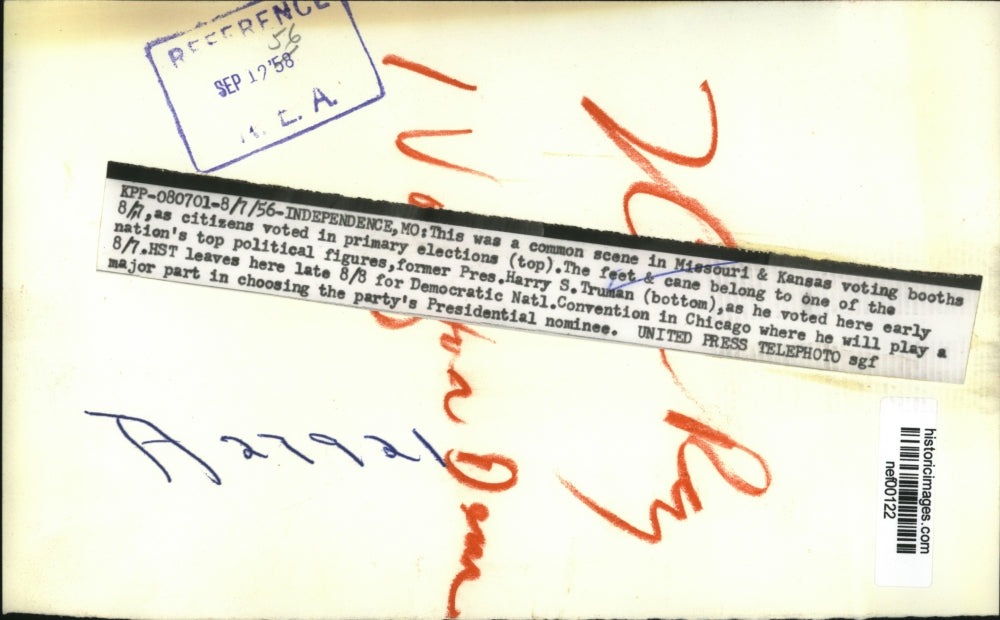 REFERENCE
56
SEP 12 '58
N. E. A.
KPP-080701-8/7/56-INDEPENDENCE,MO:This was a common scene in Missouri & Kansas voting booths
8/7,as citizens voted in primary elections (top).The feet & cane belong to one of the
nation's top political figures,former Pres.Harry S.Truman (bottom),as he voted here early
8/7.HST leaves here late 8/8 for Democratic Natl.Convention in Chicago where he will play a
major part in choosing the party's Presidential nominee. UNITED PRESS TELEPHOTO sgf
A 27921
historicimages.com
nef00122